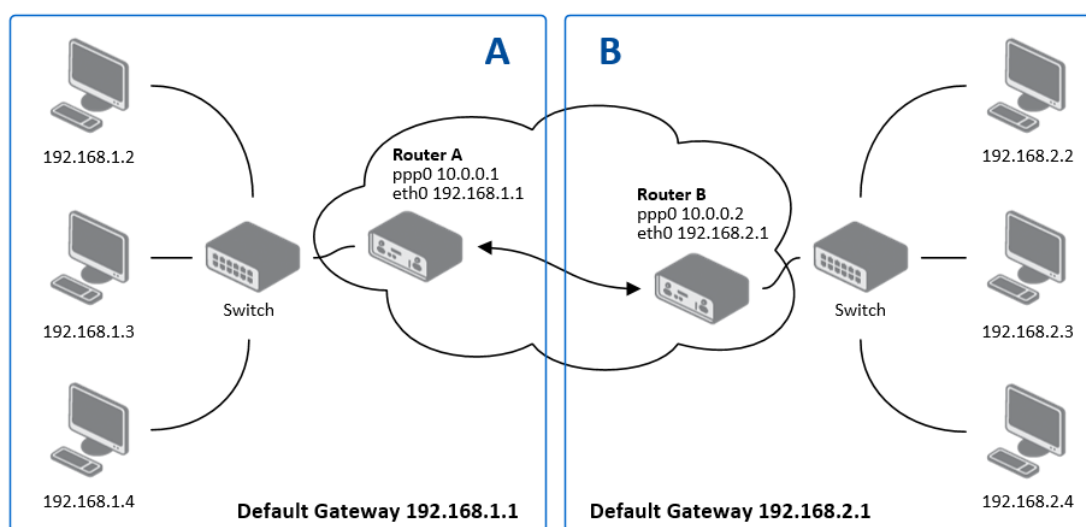 A
B
192.168.1.2
192.168.2.2
Router A
ppp0 10.0.0.1
eth0 192.168.1.1
Router B
ppp0 10.0.0.2
eth0 192.168.2.1
Switch
Switch
192.168.1.3
192.168.2.3
192.168.1.4
192.168.2.4
Default Gateway 192.168.1.1
Default Gateway 192.168.2.1